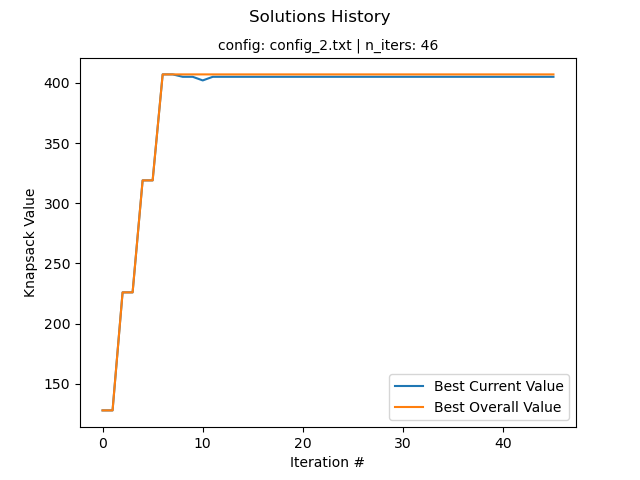 Solutions History
config: config_2.txt | n_iters: 46
400
350
300
250
200
150
Knapsack Value
0 10 20 30 40
Iteration #
Best Current Value
Best Overall Value